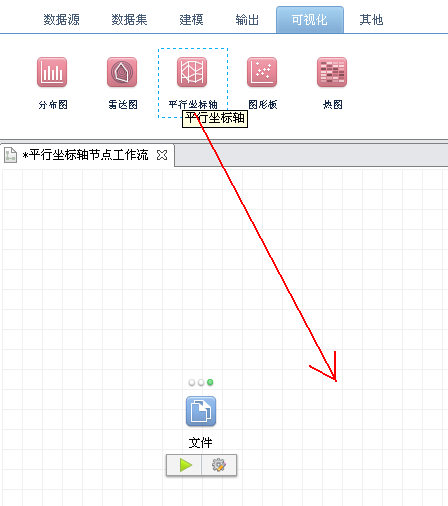 数据源 数据集 建模 输出 可视化 其他
分布图 雷达图 平行坐标轴 图形板 热图
平行坐标轴
*平行坐标轴节点工作流
文件